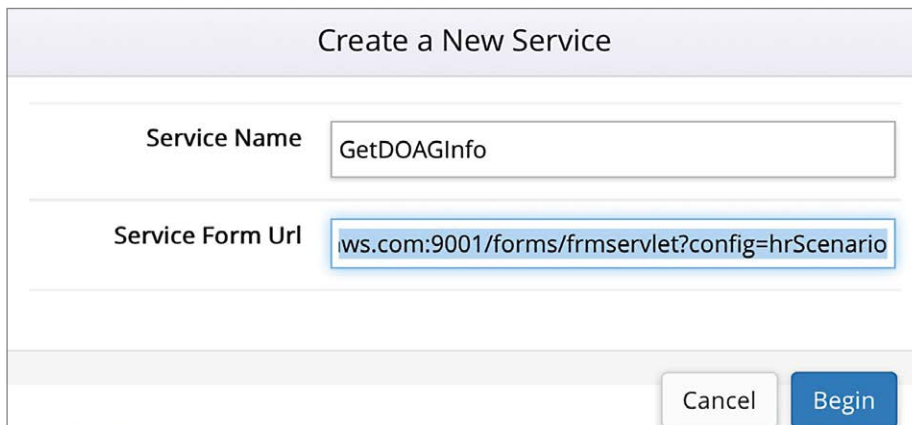 Create a New Service
Service Name
GetDOAGInfo
Service Form Url
ws.com:9001/forms/frmservlet?config=hrScenario
Cancel
Begin